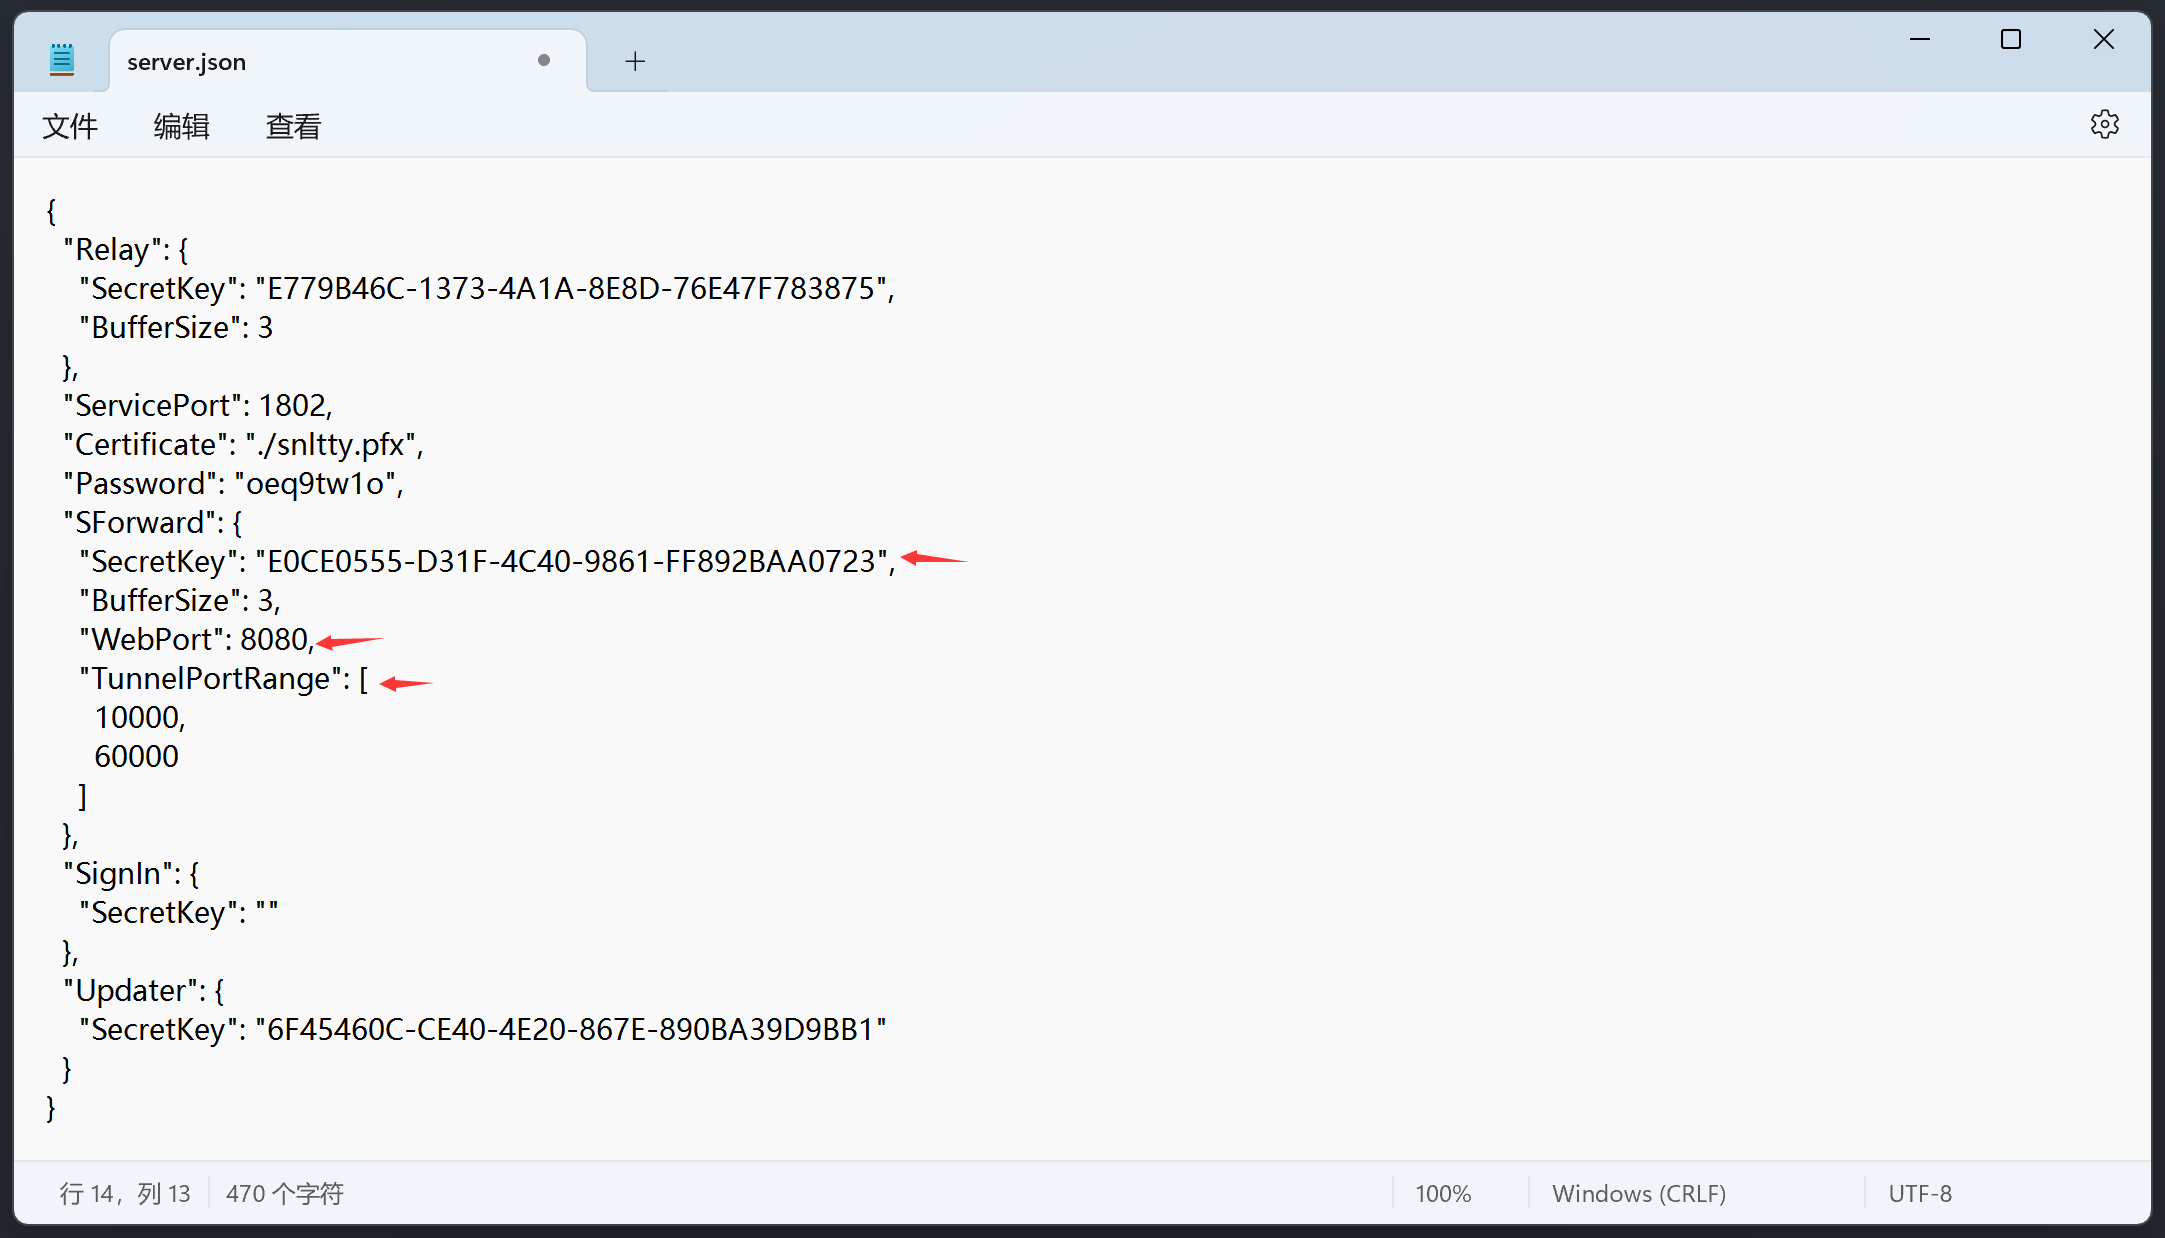 server.json
文件 编辑 查看
{
"Relay": {
"SecretKey": "E779B46C-1373-4A1A-8E8D-76E47F783875",
"BufferSize": 3
},
"ServicePort": 1802,
"Certificate": "./snltty.pfx",
"Password": "oeq9tw1o",
"SForward": {
"SecretKey": "E0CE0555-D31F-4C40-9861-FF892BAA0723",
"BufferSize": 3,
"WebPort": 8080,
"TunnelPortRange": [
10000,
60000
]
},
"SignIn": {
"SecretKey": ""
},
"Updater": {
"SecretKey": "6F45460C-CE40-4E20-867E-890BA39D9BB1"
}
}
行 14，列 13 470 个字符 100% Windows (CRLF) UTF-8